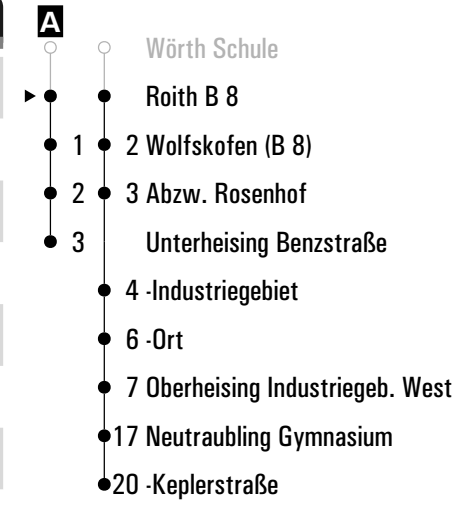 A
Wörth Schule
Roith B 8
1 2 Wolfskofen (B 8)
2 3 Abzw. Rosenhof
3 Unterheising Benzstraße
4 -Industriegebiet
6 -Ort
7 Oberheising Industriegeb. West
17 Neutraubling Gymnasium
20 -Keplerstraße